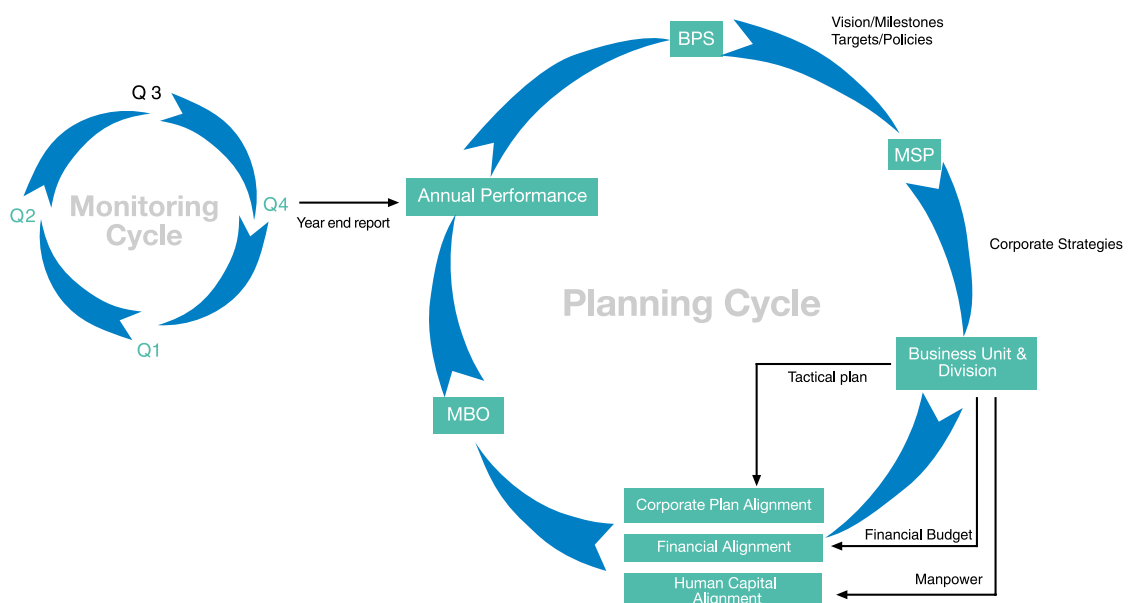 BPS
Vision/Milestones
Targets/Policies
Q 3
MSP
Annual Performance
Q2
Monitoring
Cycle
Q4
Year end report
Corporate Strategies
Planning Cycle
Q1
Business Unit &
Division
Tactical plan
MBO
Corporate Plan Alignment
Financial Budget
Financial Alignment
Manpower
Human Capital
Alignment